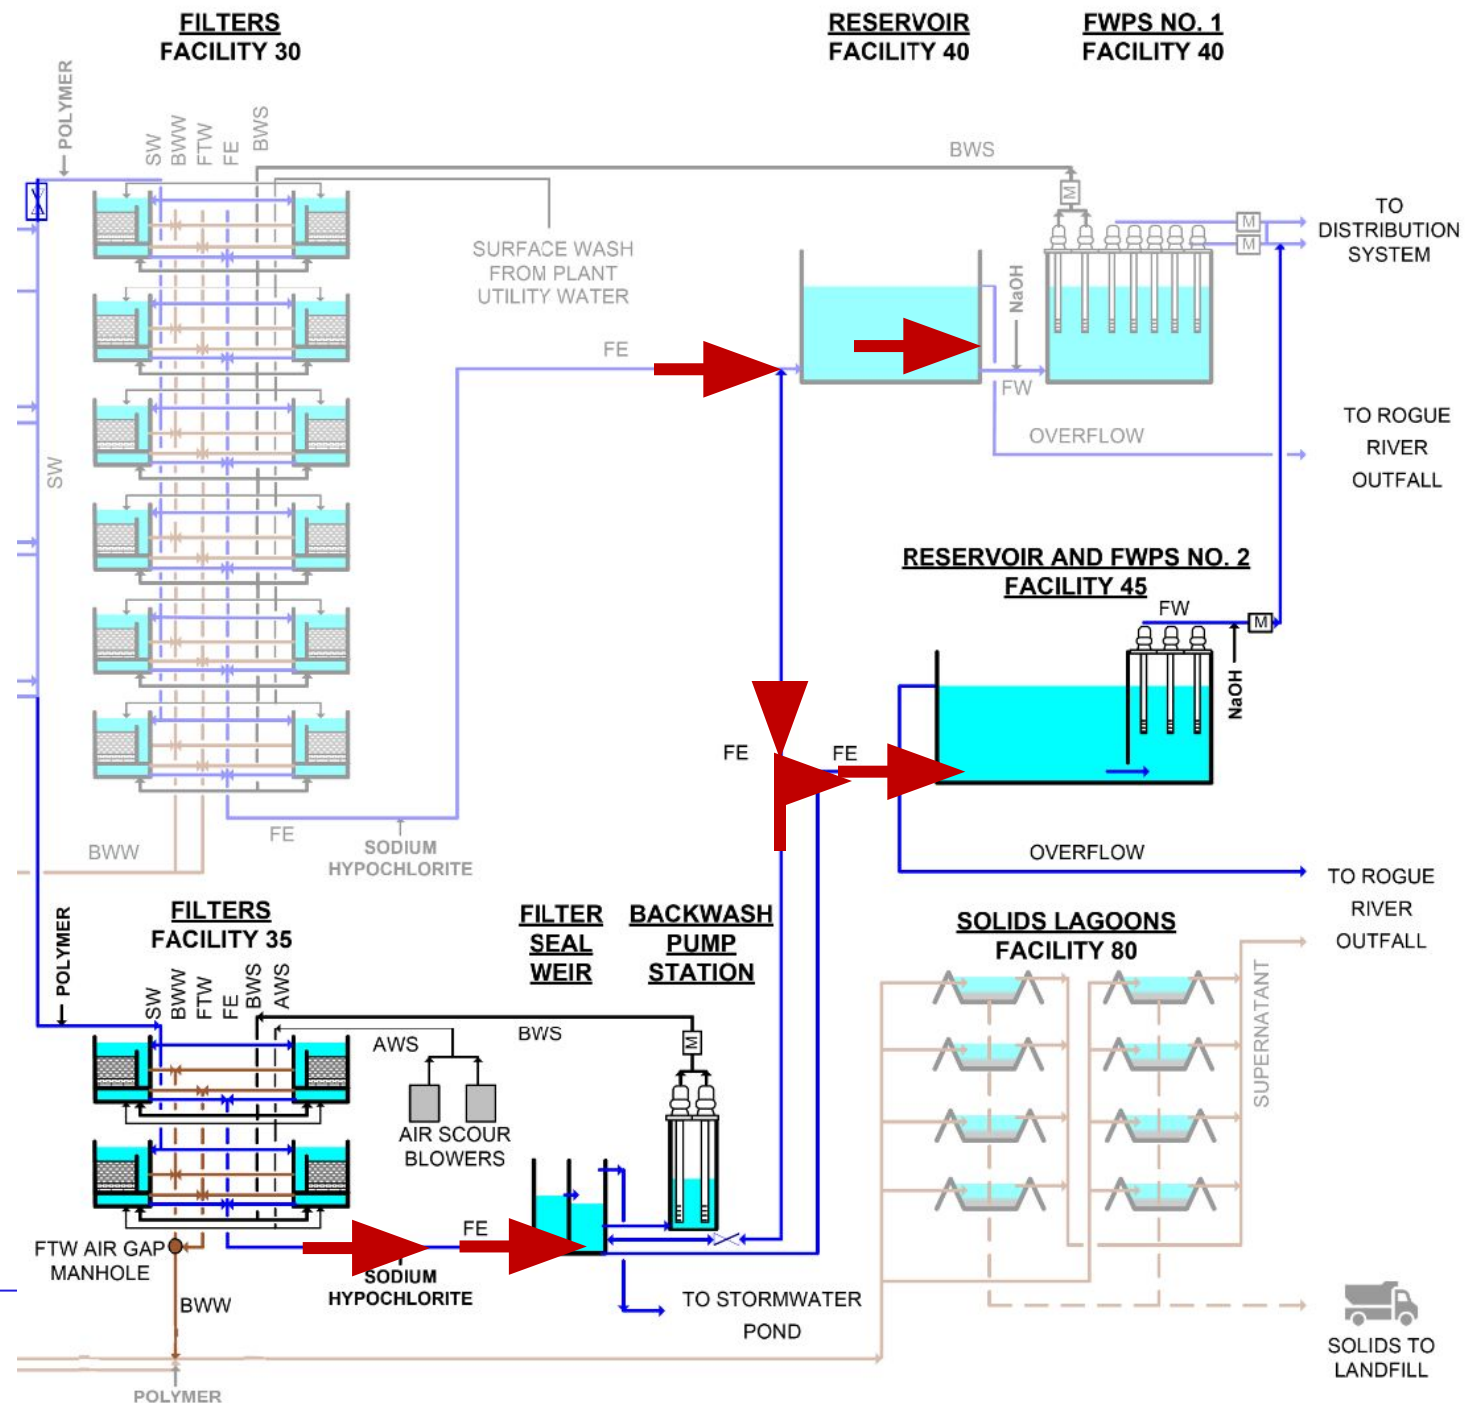 FILTERS
FACILITY 30
RESERVOIR
FACILITY 40
FWPS NO. 1
FACILITY 40
POLYMER
SW
BWW
FTW
FE
BWS
BWS
M
M
M
TO
DISTRIBUTION
SYSTEM
SURFACE WASH
FROM PLANT
UTILITY WATER
NaOH
FE
FW
SW
OVERFLOW
TO ROGUE
RIVER
OUTFALL
RESERVOIR AND FWPS NO. 2
FACILITY 45
FW
M
NaOH
FE
FE
FE
SODIUM
HYPOCHLORITE
BWW
OVERFLOW
TO ROGUE
RIVER
OUTFALL
FILTERS
FACILITY 35
FILTER
SEAL
WEIR
BACKWASH
PUMP
STATION
SOLIDS LAGOONS
FACILITY 80
POLYMER
SW
BWW
FTW
FE
BWS
AWS
AWS
BWS
M
SUPERNATANT
AIR SCOUR
BLOWERS
FE
FTW AIR GAP
MANHOLE
SODIUM
HYPOCHLORITE
BWW
TO STORMWATER
POND
SOLIDS TO
LANDFILL
POLYMER